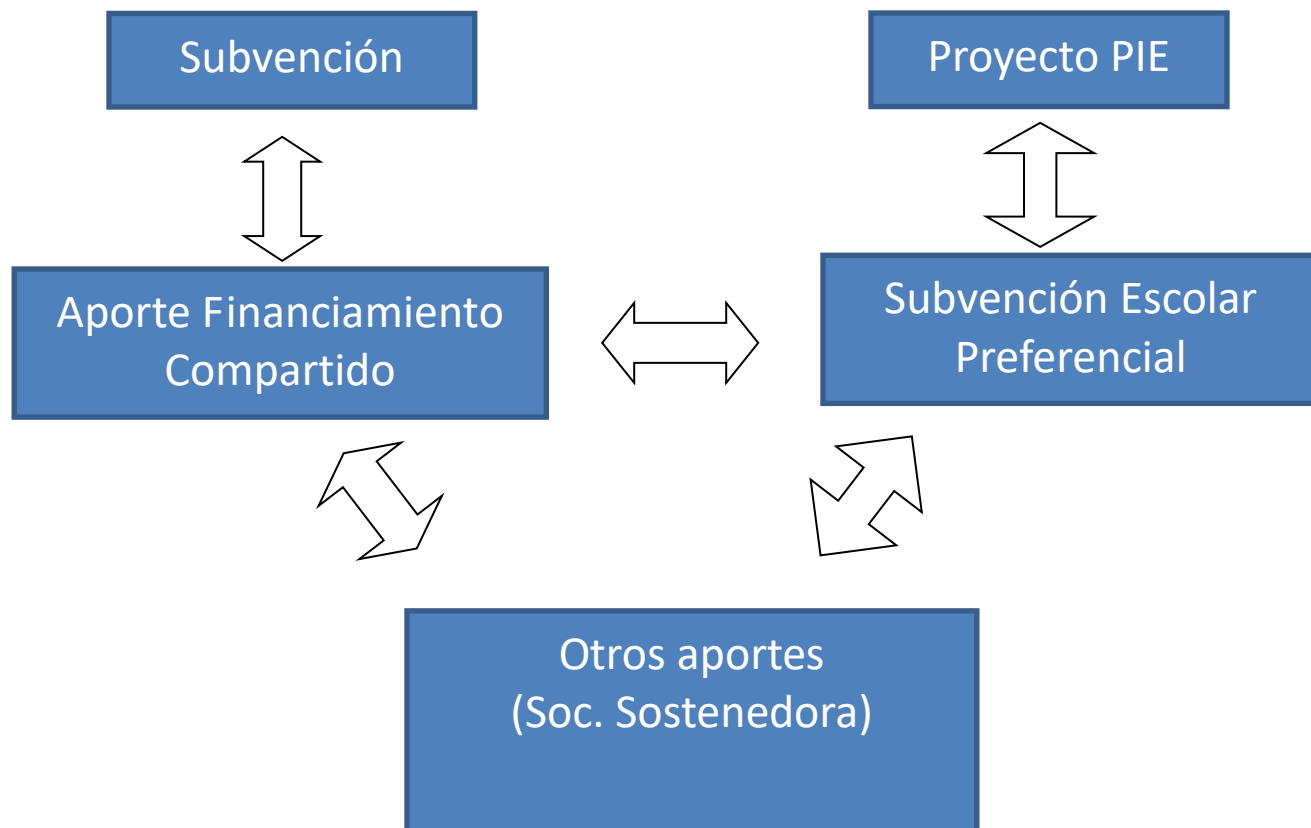 Subvención
Proyecto PIE
Aporte Financiamiento
Compartido
Subvención Escolar
Preferencial
Otros aportes
(Soc. Sostenedora)